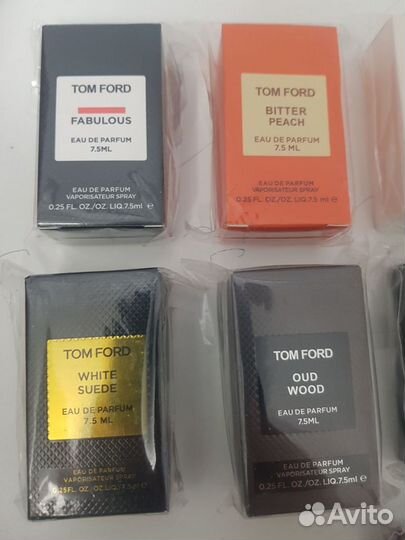 TOM FORD
FABULOUS
EAU DE PARFUM
7.5ML
EAU DE PARFUM
VAPORISATEUR SPRAY
0.25 FL. OZ./OZ. LIQ.7.5ml e
TOM FORD
BITTER
PEACH
EAU DE PARFUM
7.5 ML
EAU DE PARFUM
VAPORISATEUR SPRAY
0.25 FL. OZ./OZ. LIQ.7.5 ml e
TOM FORD
WHITE
SUEDE
EAU DE PARFUM
7.5 ML
EAU DE PARFUM
VAPORISATEUR SPRAY
0.25FL. OZ./OZ. LIQ.7.5ml e
TOM FORD
OUD
WOOD
EAU DE PARFUM
7.5ML
EAU DE PARFUM
VAPORISATEUR SPRAY
0.25 FL. OZ./OZ. LIQ.7.5ml e
Avito